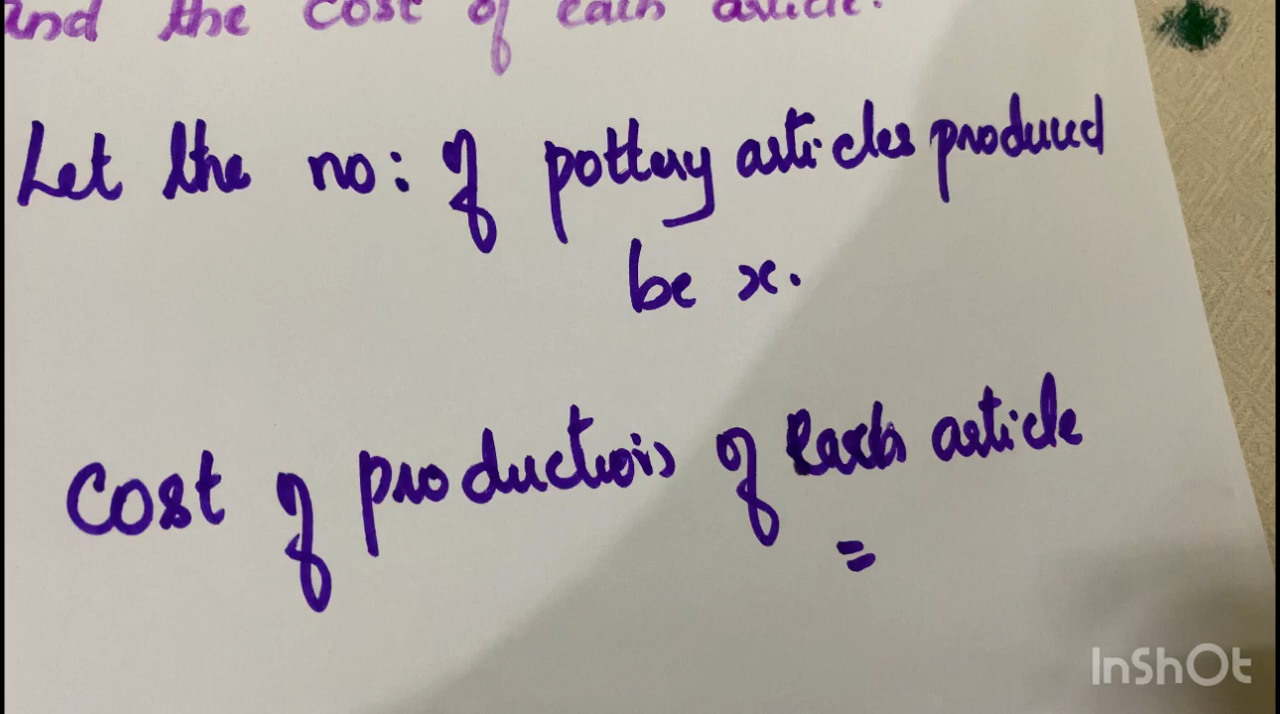 and the cost of each article.
Let the no: of pottery articles produced
be x.
Cost of production of each article
=
InShOt